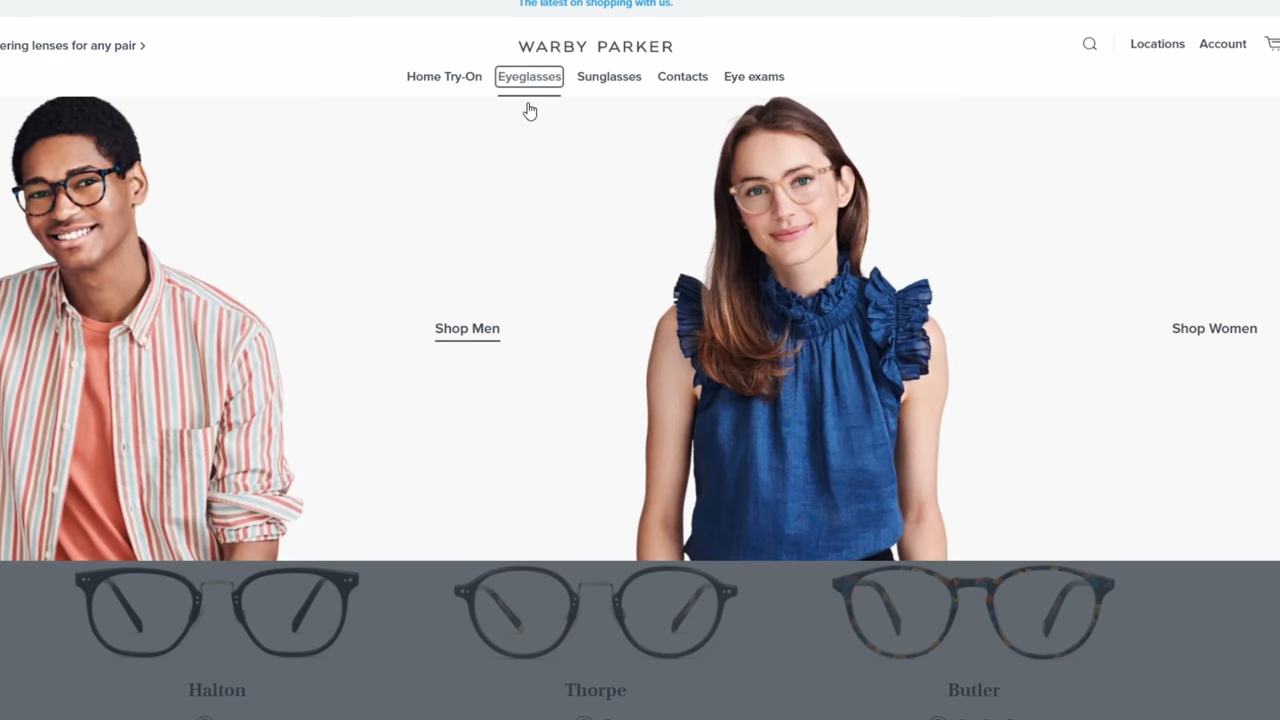 The latest on shopping with us.
ering lenses for any pair >
WARBY PARKER
Locations Account
Home Try-On Eyeglasses Sunglasses Contacts Eye exams
Shop Men
Shop Women
Halton Thorpe Butler